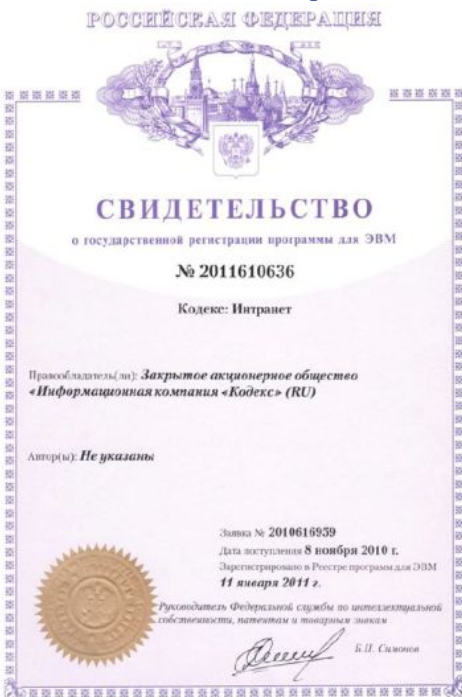 РОССИЙСКАЯ ФЕДЕРАЦИЯ
СВИДЕТЕЛЬСТВО
о государственной регистрации программы для ЭВМ
№ 2011610636
Кодекс: Интранет
Правообладатель(ли): Закрытое акционерное общество
«Информационная компания «Кодекс» (RU)
Автор(ы): Не указаны
Заявка № 2010616959
Дата поступления 8 ноября 2010 г.
Зарегистрировано в Реестре программ для ЭВМ
11 января 2011 г.
Руководитель Федеральной службы по интеллектуальной
собственности, патентам и товарным знакам
Б.П. Симонов